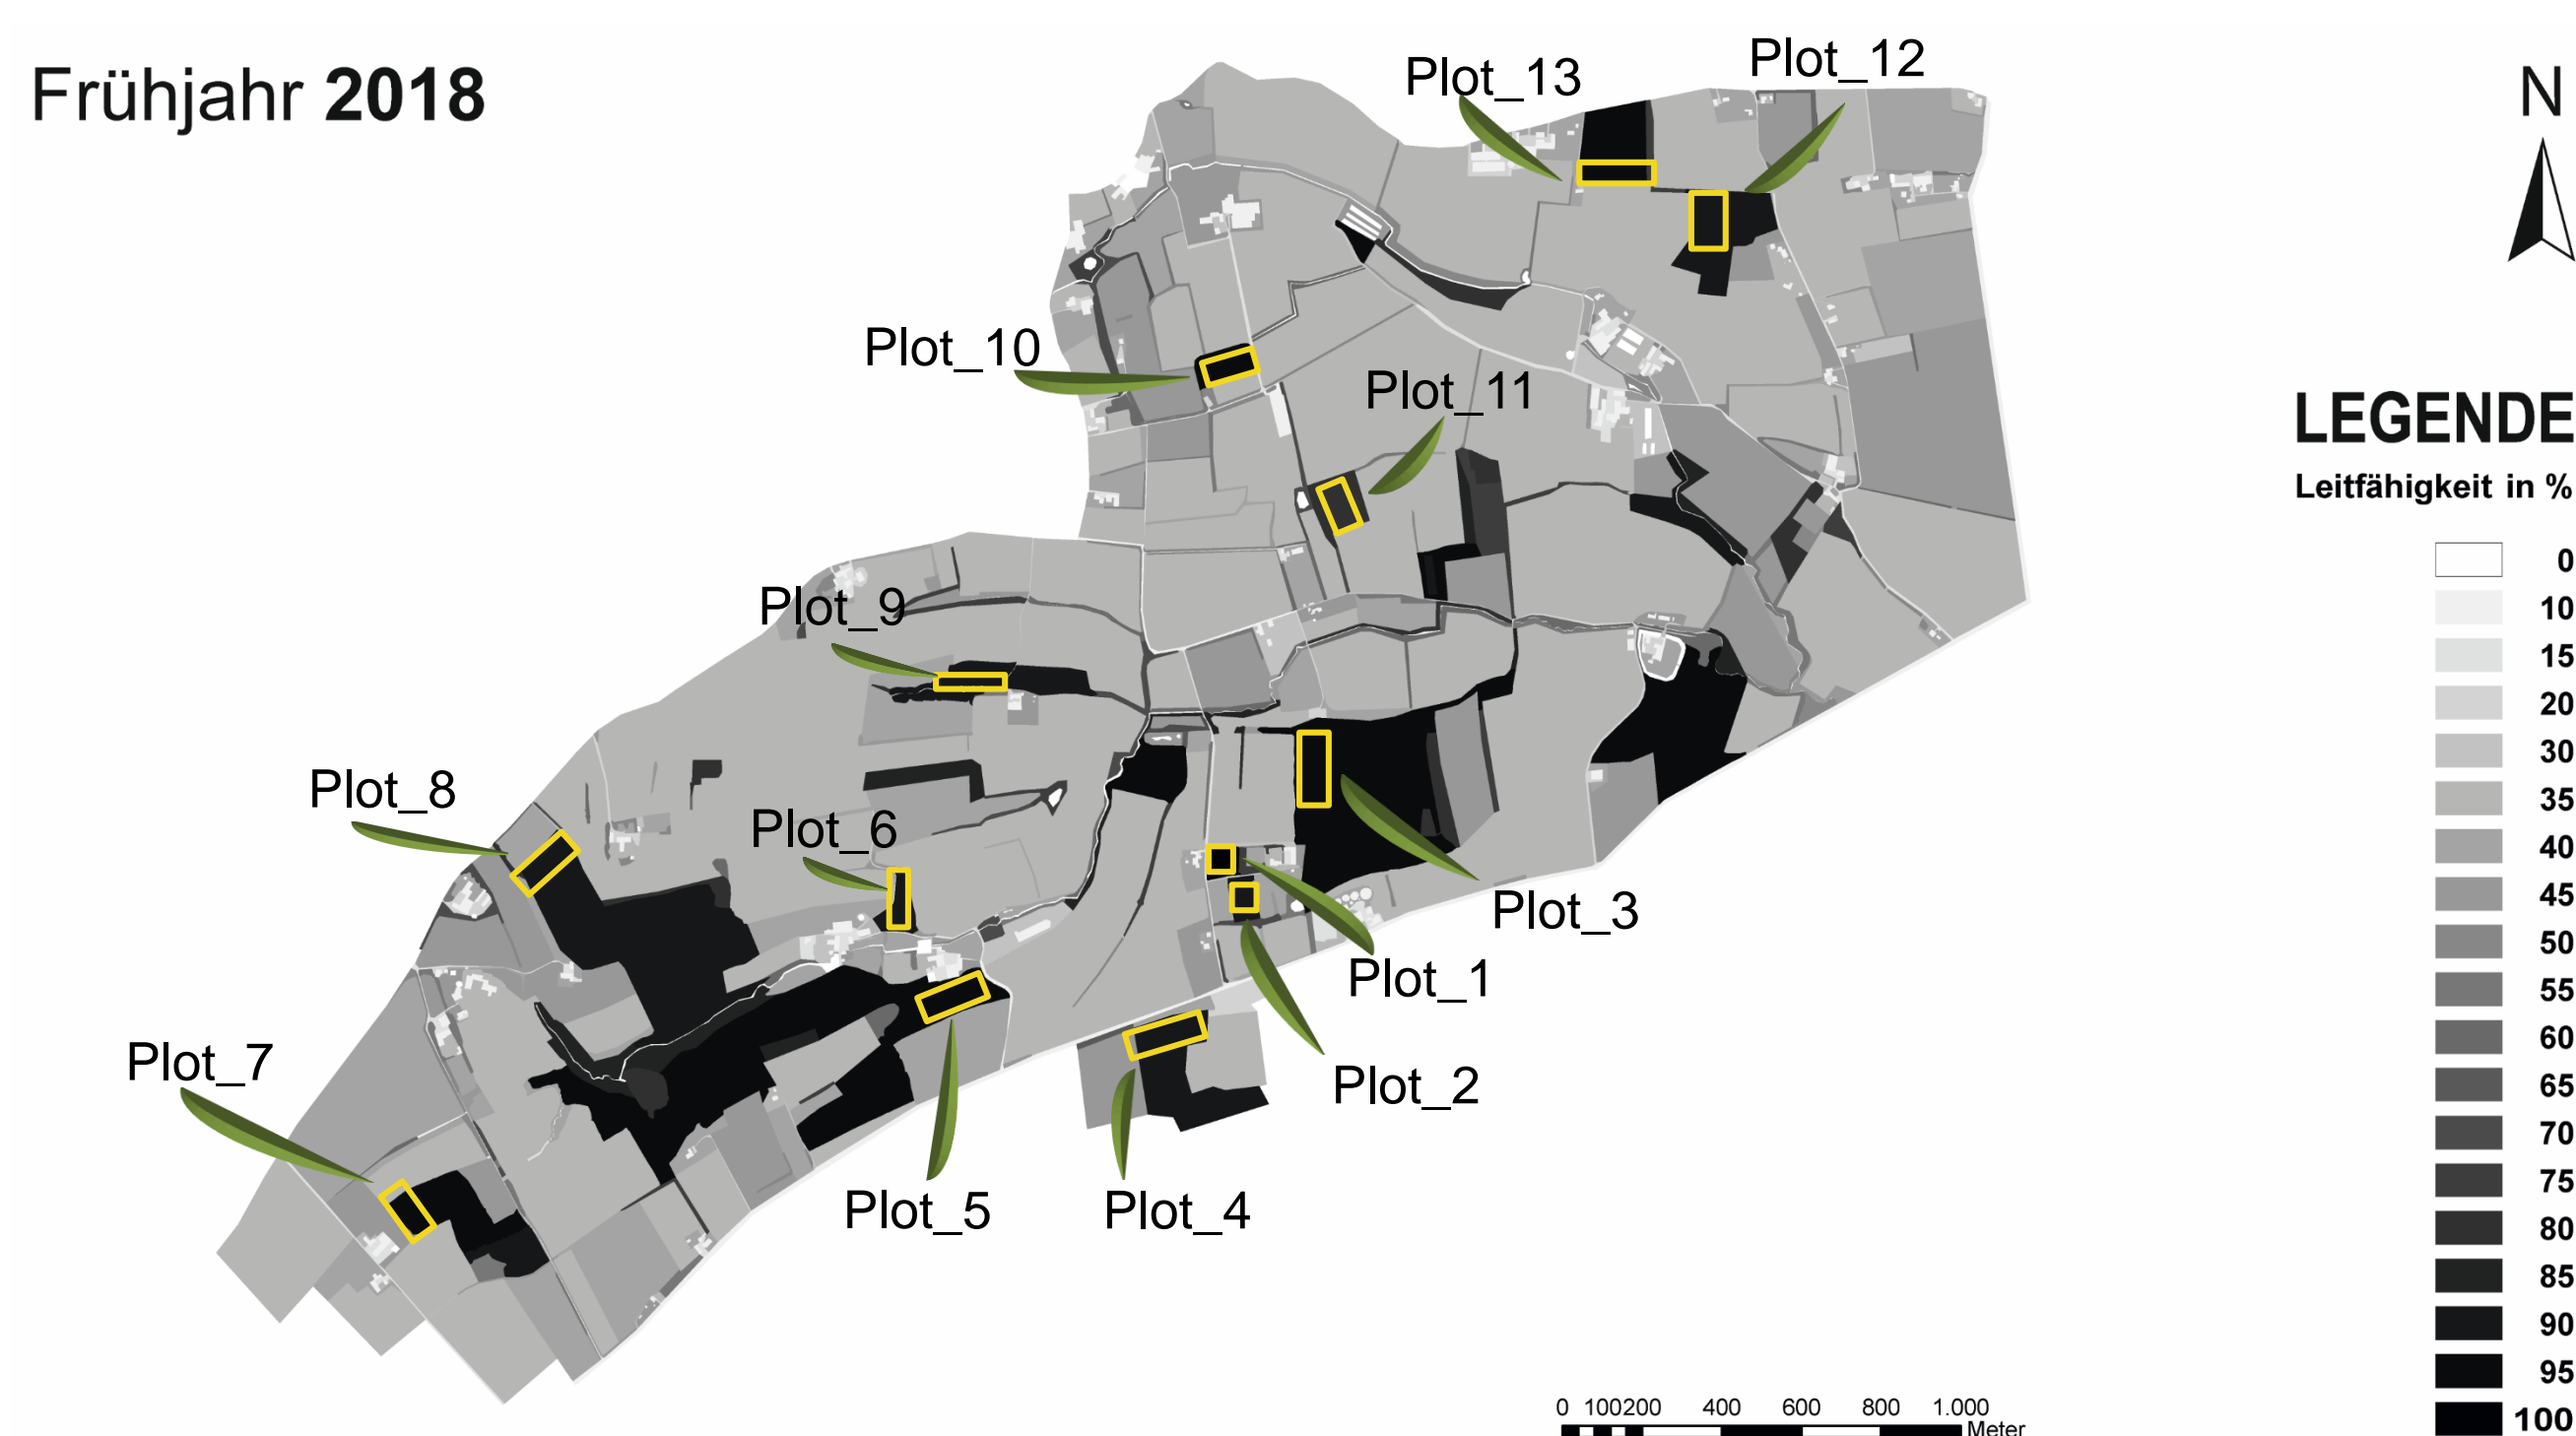 Frühjahr 2018
Plot_13
Plot_12
N
Plot_10
Plot_11
LEGENDE
Leitfähigkeit in %
0
10
15
20
30
35
40
45
50
55
60
65
70
75
80
85
90
95
100
Plot_9
Plot_8
Plot_6
Plot_3
Plot_1
Plot_2
Plot_7
Plot_5
Plot_4
0 100200 400 600 800 1.000
Meter